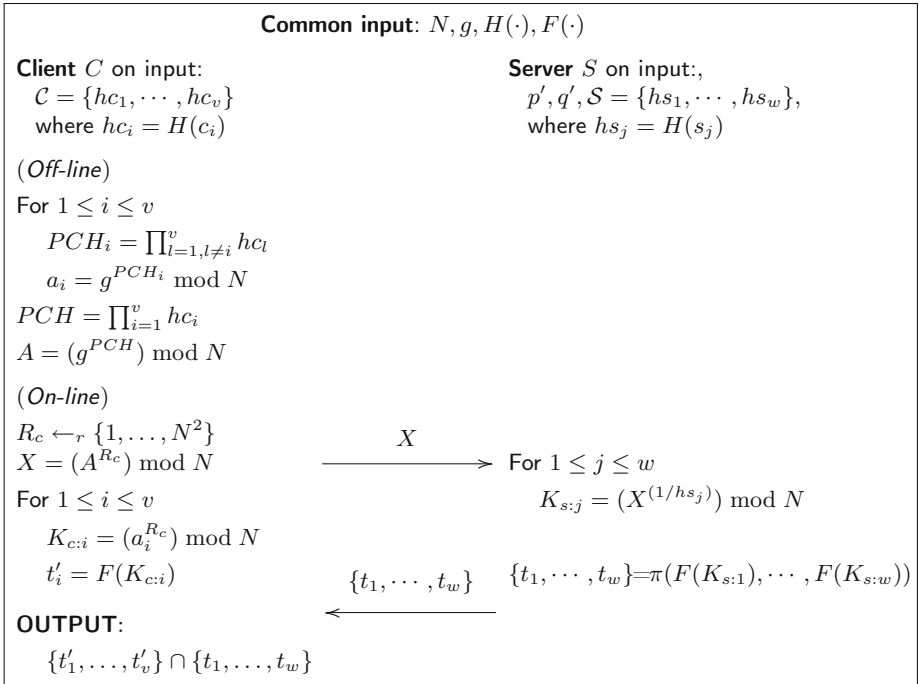 Common input: N, g, H(·), F(·)
Client C on input:
C = {hc_1, ⋯ , hc_v}
where hc_i = H(c_i)
Server S on input:,
p′, q′, S = {hs_1, ⋯ , hs_w},
where hs_j = H(s_j)
(Off-line)
For 1 ≤ i ≤ v
PCH_i = ∏_{l=1,l≠i}^v hc_l
a_i = g^{PCH_i} mod N
PCH = ∏_{i=1}^v hc_i
A = (g^{PCH}) mod N
(On-line)
R_c ←_r {1, . . . , N^2}
X = (A^{R_c}) mod N
X
For 1 ≤ j ≤ w
For 1 ≤ i ≤ v
K_{s:j} = (X^{(1/hs_j)}) mod N
K_{c:i} = (a_i^{R_c}) mod N
t′_i = F(K_{c:i})
{t_1, ⋯ , t_w}
{t_1, ⋯ , t_w}=π(F(K_{s:1}), ⋯ , F(K_{s:w}))
OUTPUT:
{t′_1, . . . , t′_v} ∩ {t_1, . . . , t_w}